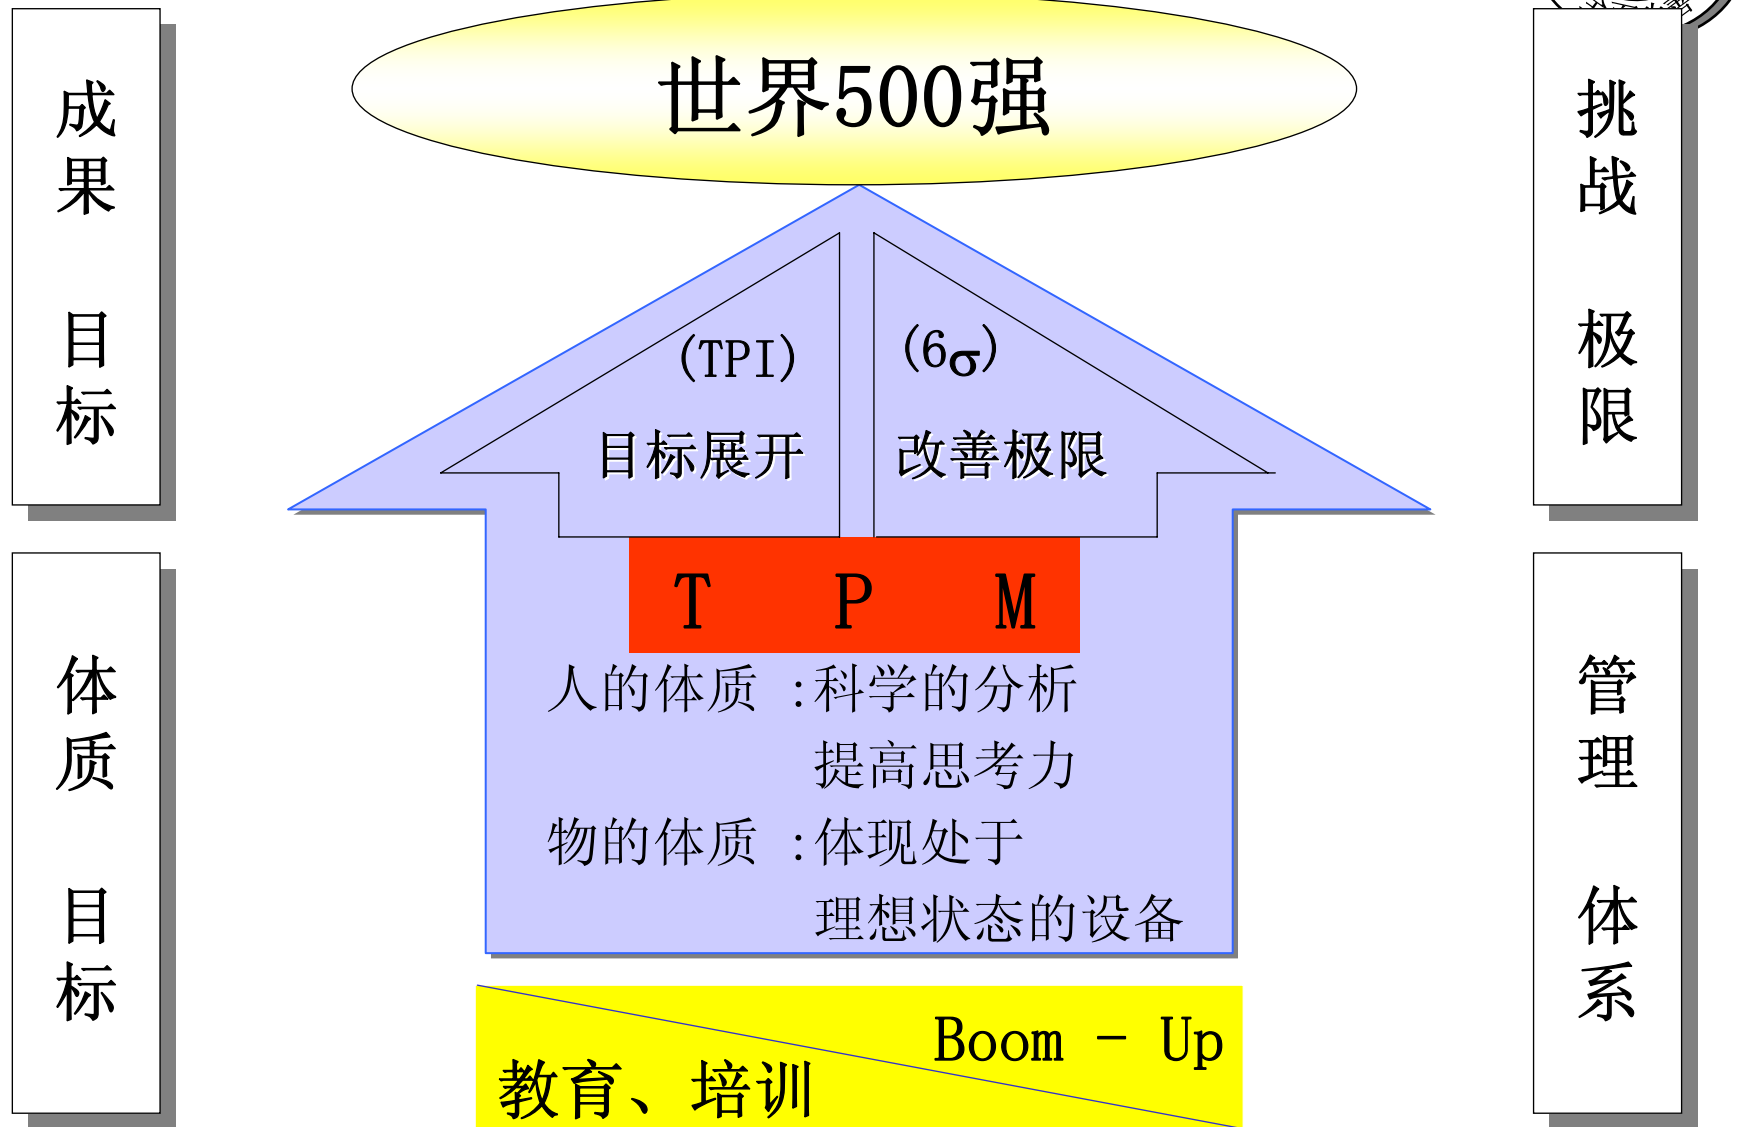 世界500强
成果 目标
挑战 极限
(TPI)
(6σ)
目标展开
改善极限
T P M
人的体质 :科学的分析
提高思考力
物的体质 :体现处于
理想状态的设备
体质 目标
管理 体系
Boom - Up
教育、培训